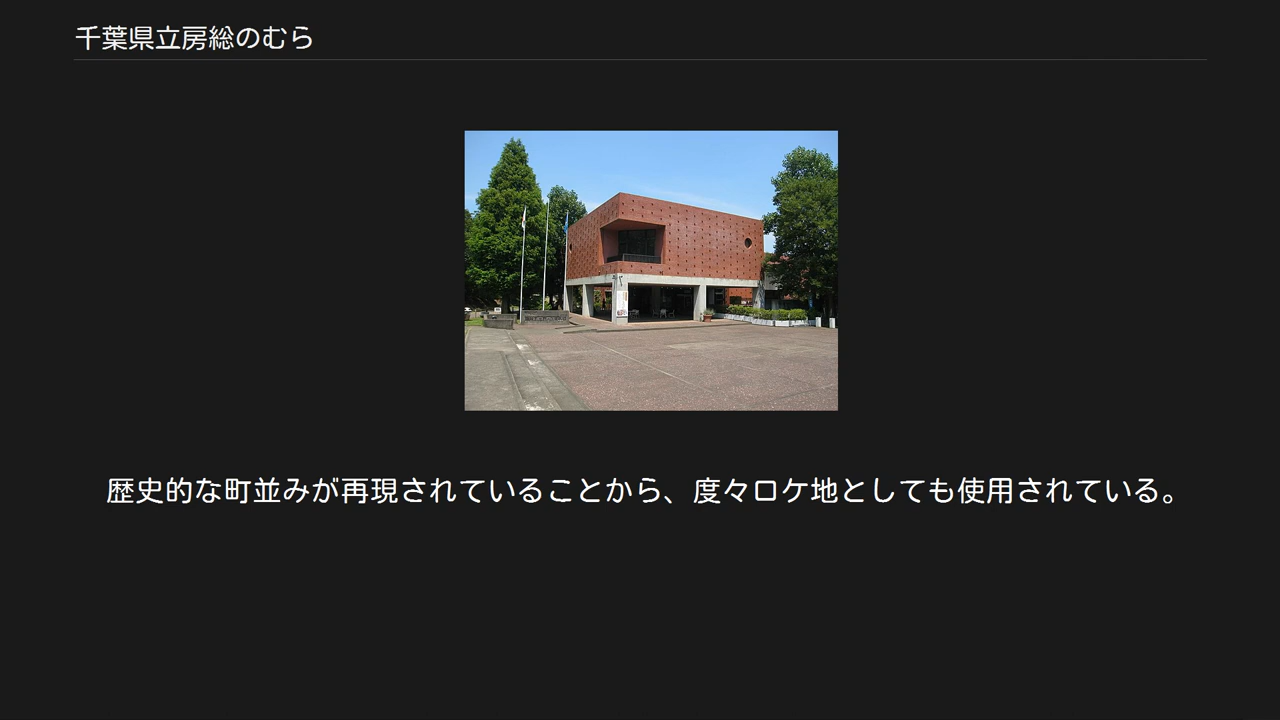 千葉県立房総のむら
歴史的な町並みが再現されていることから、度々ロケ地としても使用されている。